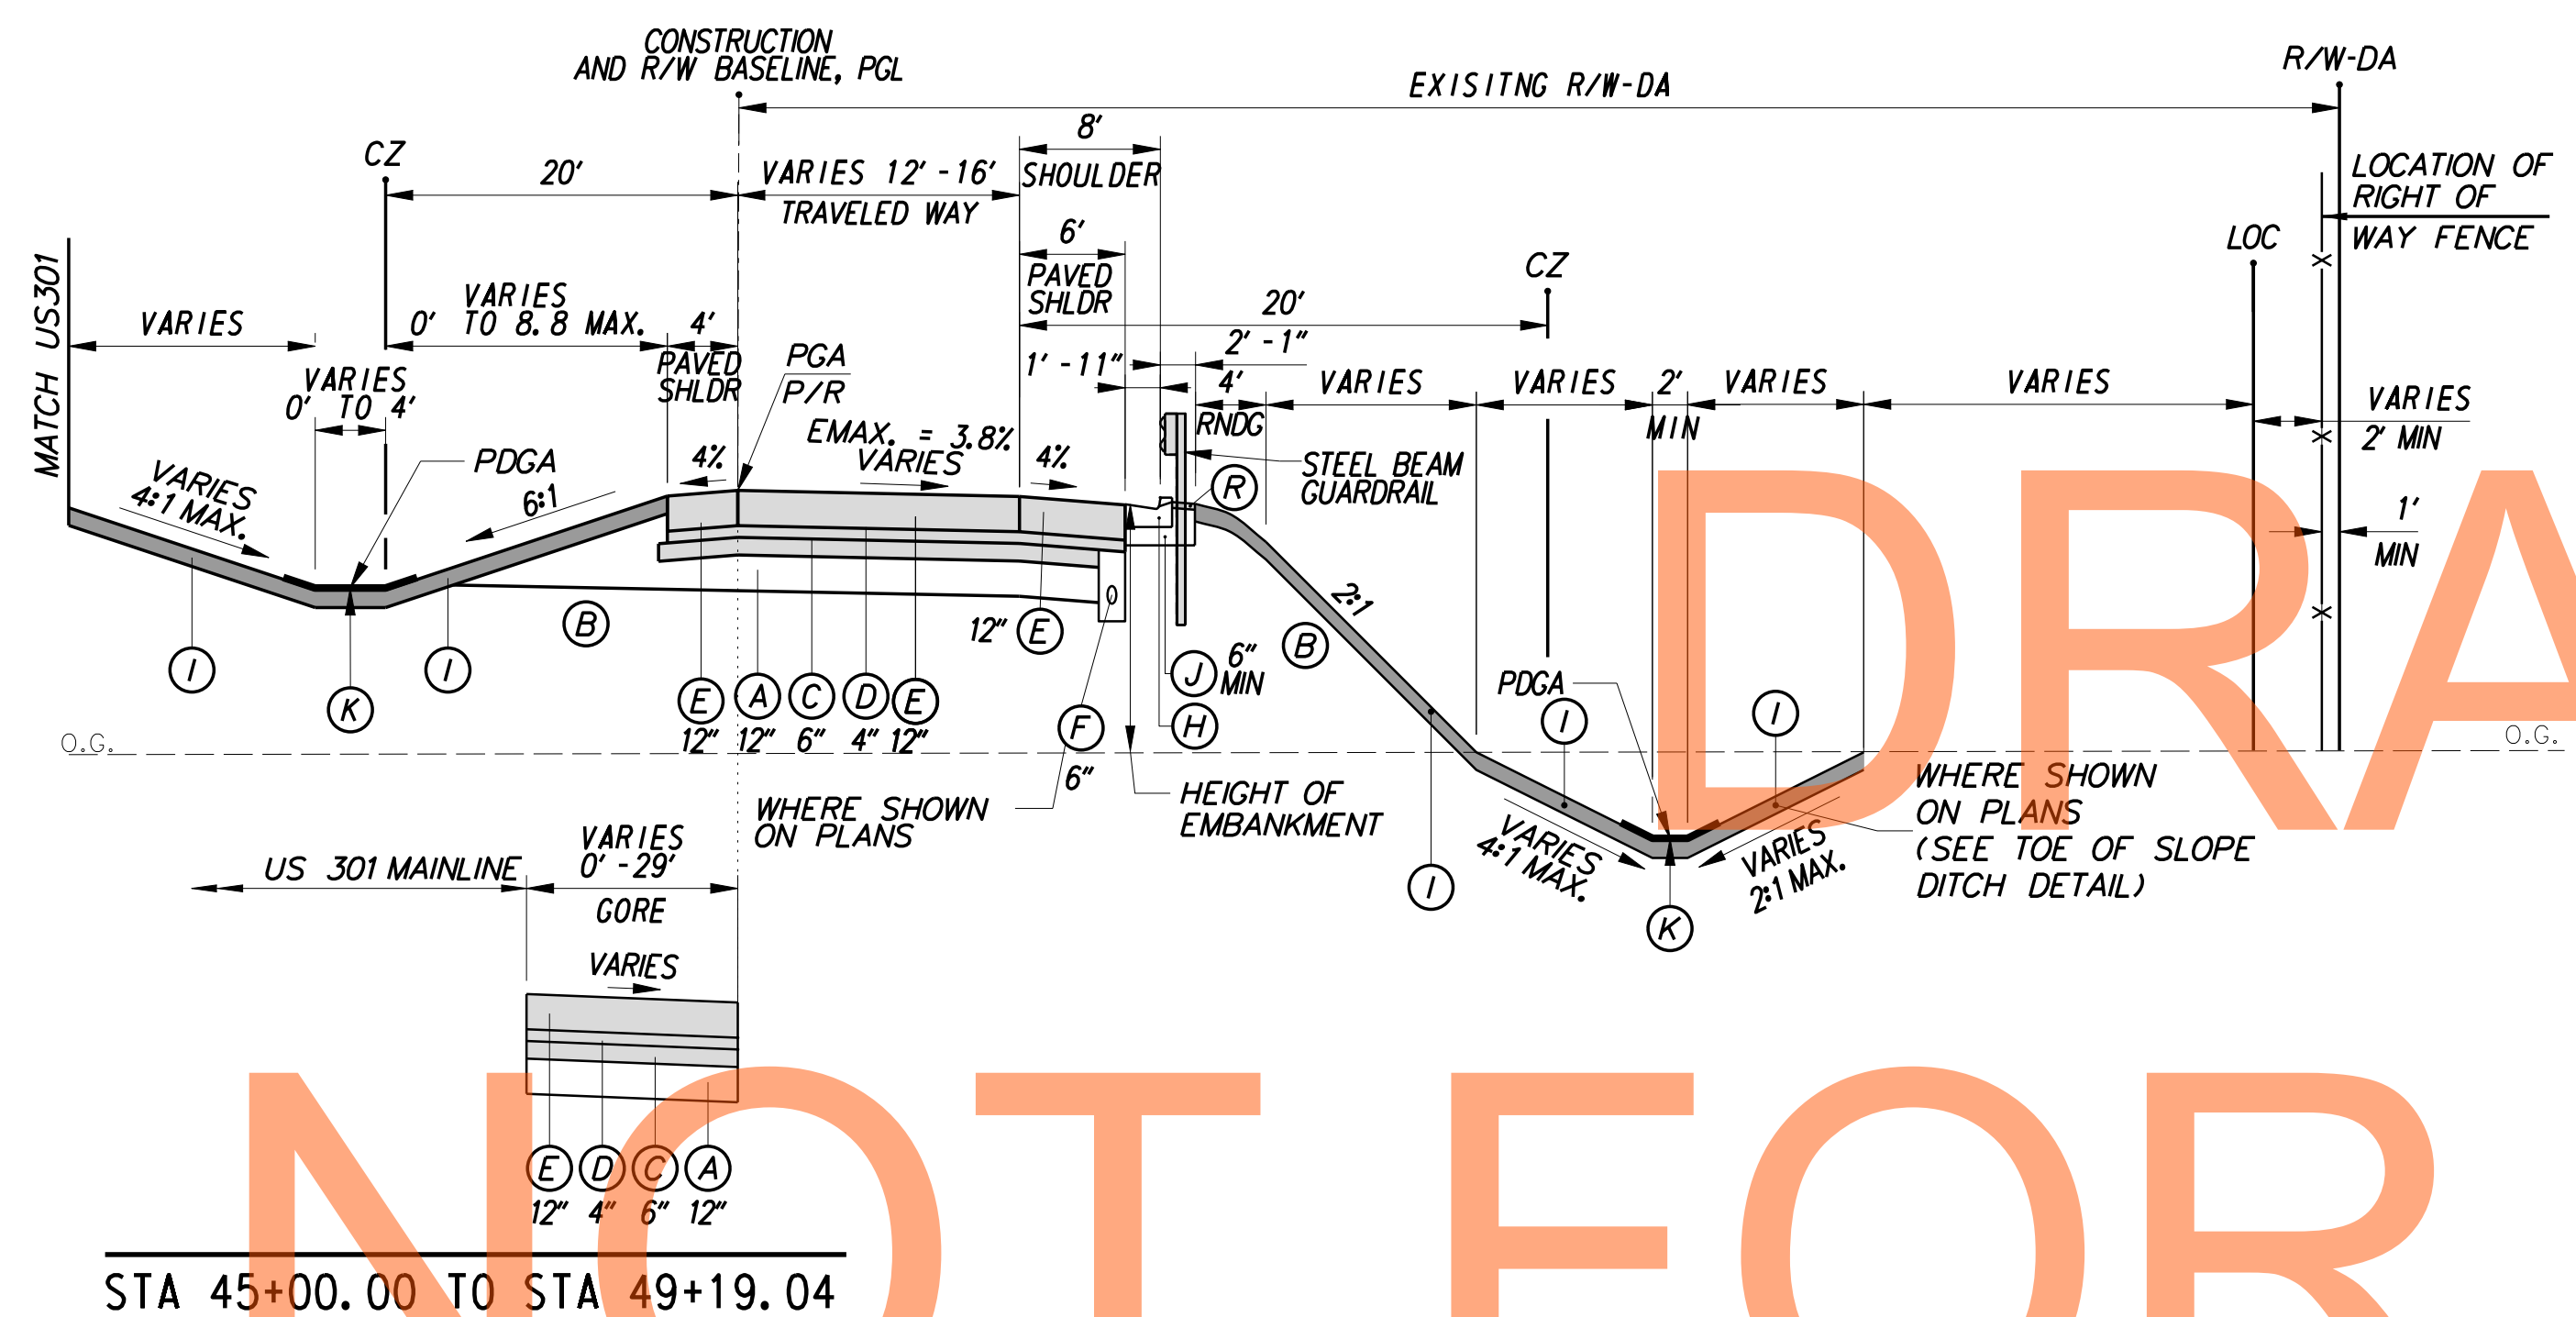 CONSTRUCTION
AND R/W BASELINE, PGL
R/W-DA
EXISITNG R/W-DA
8'
SHOULDER
CZ
20'
VARIES 12' - 16'
TRAVELED WAY
LOCATION OF
RIGHT OF
WAY FENCE
6'
PAVED
SHLDR
LOC
CZ
20'
MATCH US301
VARIES
VARIES
0' TO 8.8 MAX.
4'
PAVED
SHLDR
PGA
P/R
1' - 11"
2' - 1"
4'
RNDG
VARIES
VARIES
2'
MIN
VARIES
VARIES
VARIES
2' MIN
VARIES
0' TO 4'
EMAX. = 3.8%
VARIES
4%
4%
PDGA
VARIES
4:1 MAX.
6:1
STEEL BEAM
GUARDRAIL
R
1'
MIN
2:1
B
12" E
B
I
I
K
J 6"
MIN
H
F
6"
E A C D E
12" 12" 6" 4" 12"
PDGA
I
I
O.G.
O.G.
WHERE SHOWN
ON PLANS
HEIGHT OF
EMBANKMENT
WHERE SHOWN
ON PLANS
(SEE TOE OF SLOPE
DITCH DETAIL)
VARIES
4:1 MAX.
VARIES
2:1 MAX.
I
K
US 301 MAINLINE
VARIES
0' - 29'
GORE
VARIES
E D C A
12" 4" 6" 12"
STA 45+00.00 TO STA 49+19.04
DRA
NOT FOR